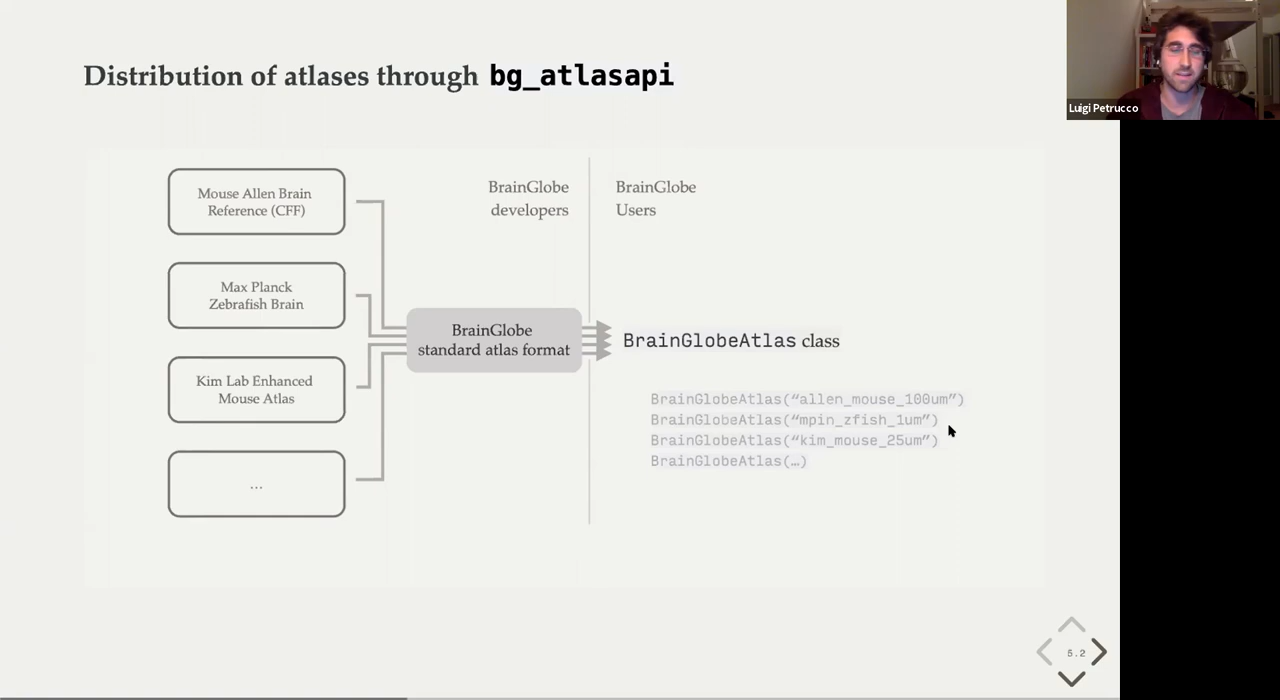 Distribution of atlases through bg_atlasapi
Luigi Petrucco
Mouse Allen Brain
Reference (CFF)
Max Planck
Zebrafish Brain
Kim Lab Enhanced
Mouse Atlas
...
BrainGlobe
developers
BrainGlobe
Users
BrainGlobe
standard atlas format
BrainGlobeAtlas class
BrainGlobeAtlas(“allen_mouse_100um”)
BrainGlobeAtlas(“mpin_zfish_1um”)
BrainGlobeAtlas(“kim_mouse_25um”)
BrainGlobeAtlas(…)
5.2